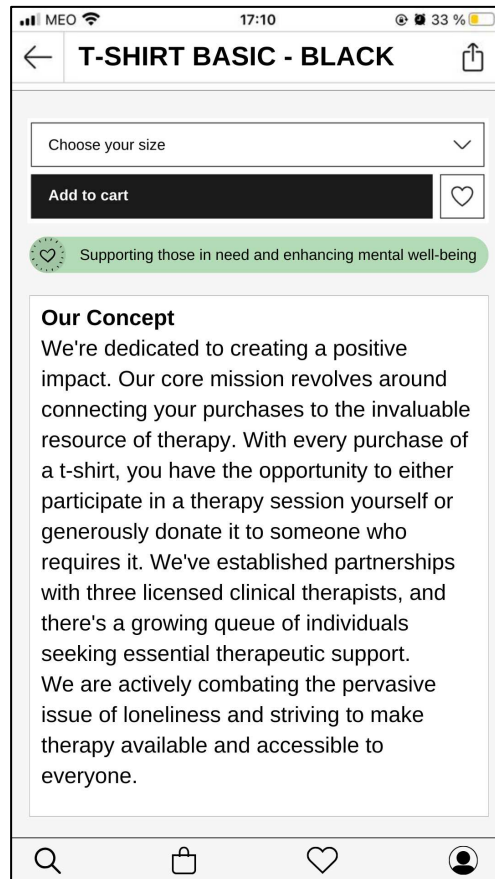 MEO 17:10 33 %
T-SHIRT BASIC - BLACK
Choose your size
Add to cart
Supporting those in need and enhancing mental well-being
Our Concept
We're dedicated to creating a positive
impact. Our core mission revolves around
connecting your purchases to the invaluable
resource of therapy. With every purchase of
a t-shirt, you have the opportunity to either
participate in a therapy session yourself or
generously donate it to someone who
requires it. We've established partnerships
with three licensed clinical therapists, and
there's a growing queue of individuals
seeking essential therapeutic support.
We are actively combating the pervasive
issue of loneliness and striving to make
therapy available and accessible to
everyone.